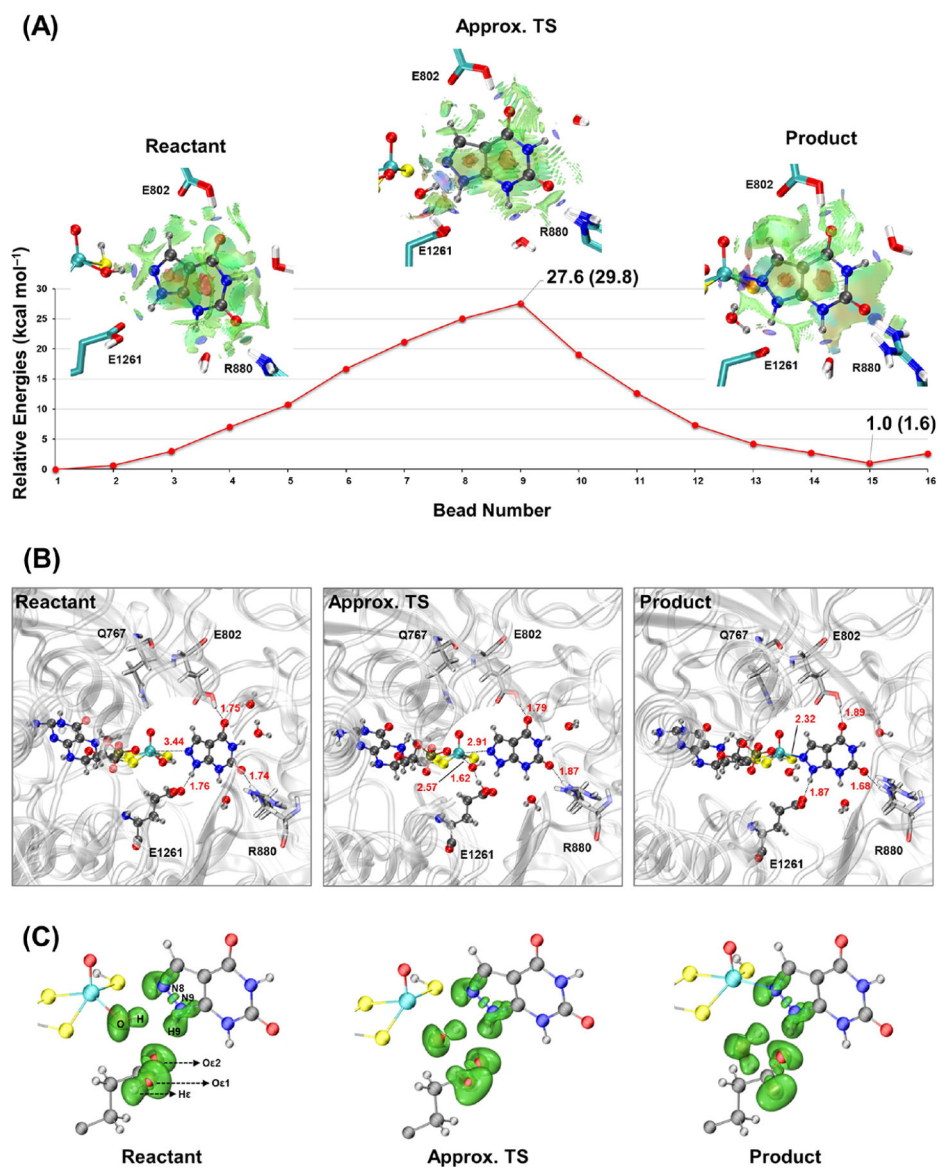 (A)
Approx. TS
E802
Reactant
Product
E802
E802
R880
E1261
27.6 (29.8)
E1261
R880
E1261
R880
1.0 (1.6)
Relative Energies (kcal mol⁻¹)
30
25
20
15
10
5
0
1 2 3 4 5 6 7 8 9 10 11 12 13 14 15 16
Bead Number
(B)
Reactant
Q767
E802
1.75
3.44
1.74
1.76
E1261
R880
Approx. TS
Q767
E802
1.79
2.91
1.87
1.62
2.57
E1261
R880
Product
Q767
E802
1.89
2.32
1.68
1.87
E1261
R880
(C)
N8
N9
O H
H9
Oε2
Oε1
Hε
Reactant
Approx. TS
Product